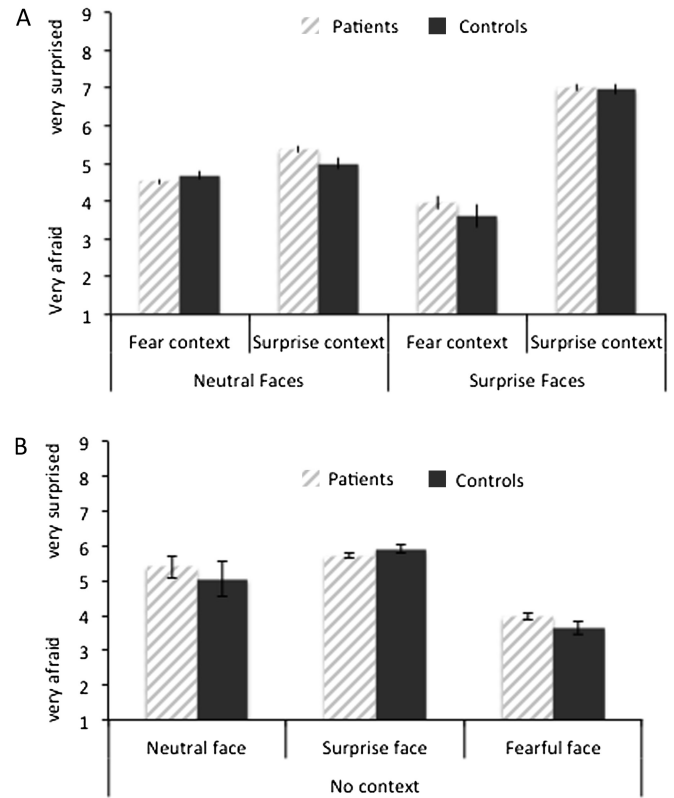 A
Patients Controls
very surprised
Very afraid
9
8
7
6
5
4
3
2
1
Fear context Surprise context Fear context Surprise context
Neutral Faces Surprise Faces
B
Patients Controls
very surprised
very afraid
9
8
7
6
5
4
3
2
1
Neutral face Surprise face Fearful face
No context